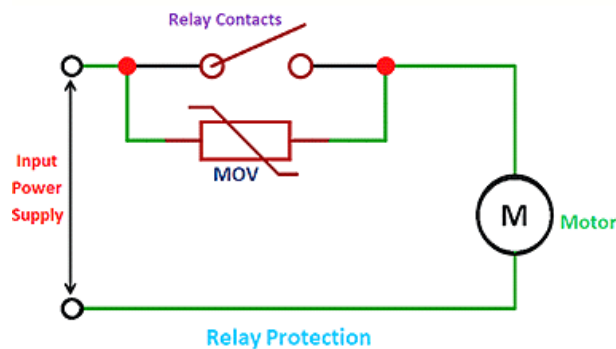 Relay Contacts
MOV
Input
Power
Supply
M
Motor
Relay Protection